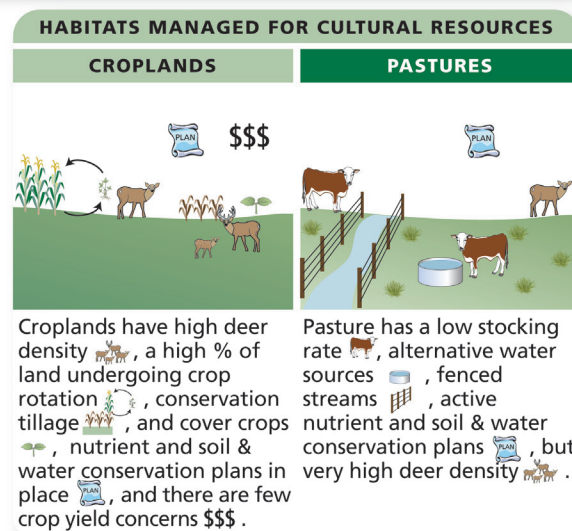 HABITATS MANAGED FOR CULTURAL RESOURCES
CROPLANDS
PLAN $$$
Croplands have high deer
density , a high % of
land undergoing crop
rotation , conservation
tillage , and cover crops
, nutrient and soil &
water conservation plans in
place PLAN , and there are few
crop yield concerns $$$ .
PASTURES
PLAN
Pasture has a low stocking
rate , alternative water
sources , fenced
streams , active
nutrient and soil & water
conservation plans PLAN , but
very high deer density .